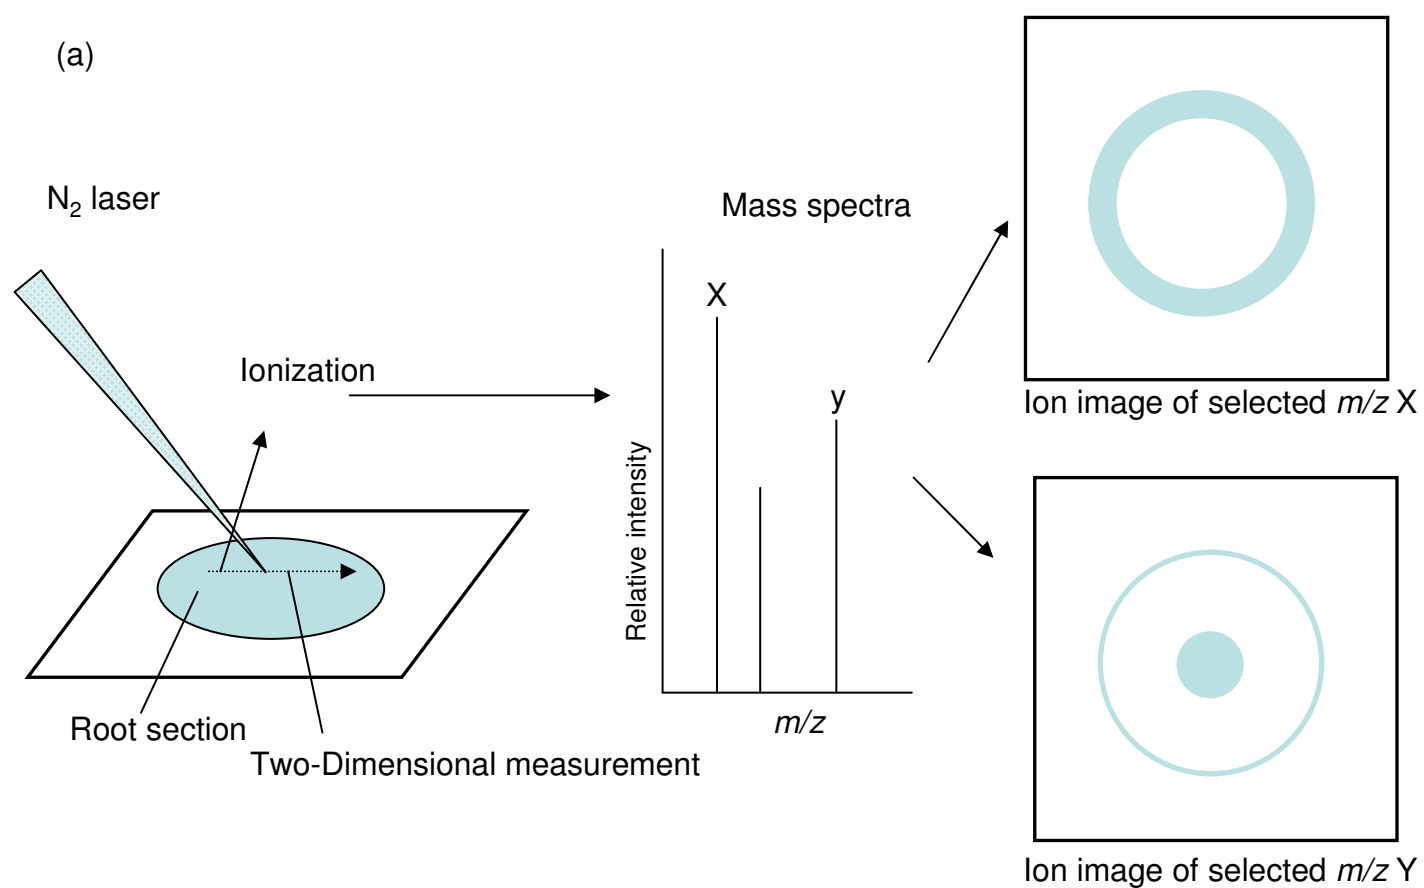 (a)
N2 laser
Ionization
Root section
Two-Dimensional measurement
Mass spectra
X
y
Relative intensity
m/z
Ion image of selected m/z X
Ion image of selected m/z Y